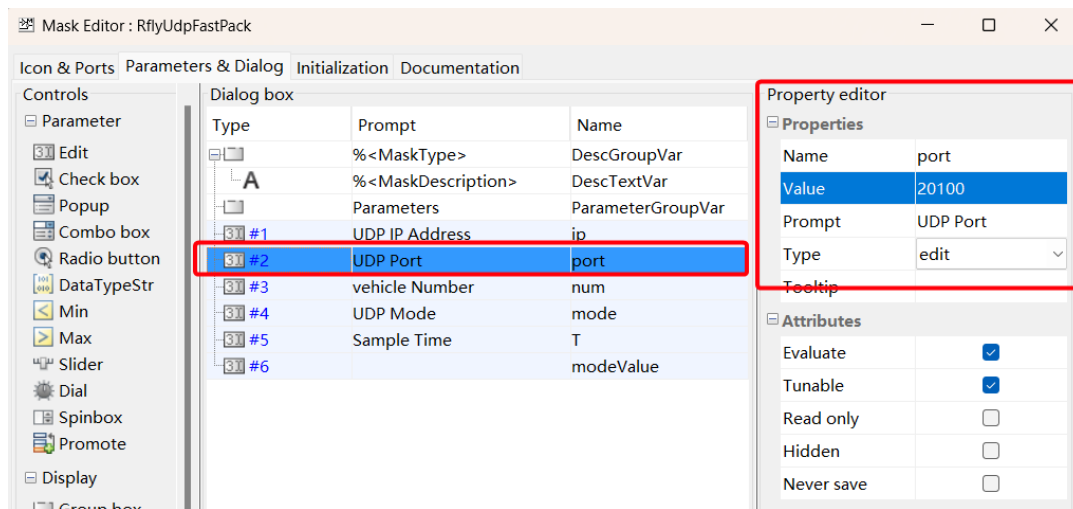 Mask Editor : RflyUdpFastPack
Icon & Ports Parameters & Dialog Initialization Documentation
Controls
Parameter
Edit
Check box
Popup
Combo box
Radio button
DataTypeStr
Min
Max
Slider
Dial
Spinbox
Promote
Display
Dialog box
Type Prompt Name
%<MaskType> DescGroupVar
A %<MaskDescription> DescTextVar
Parameters ParameterGroupVar
#1 UDP IP Address ip
#2 UDP Port port
#3 vehicle Number num
#4 UDP Mode mode
#5 Sample Time T
#6 modeValue
Property editor
Properties
Name port
Value 20100
Prompt UDP Port
Type edit
Tooltip
Attributes
Evaluate
Tunable
Read only
Hidden
Never save